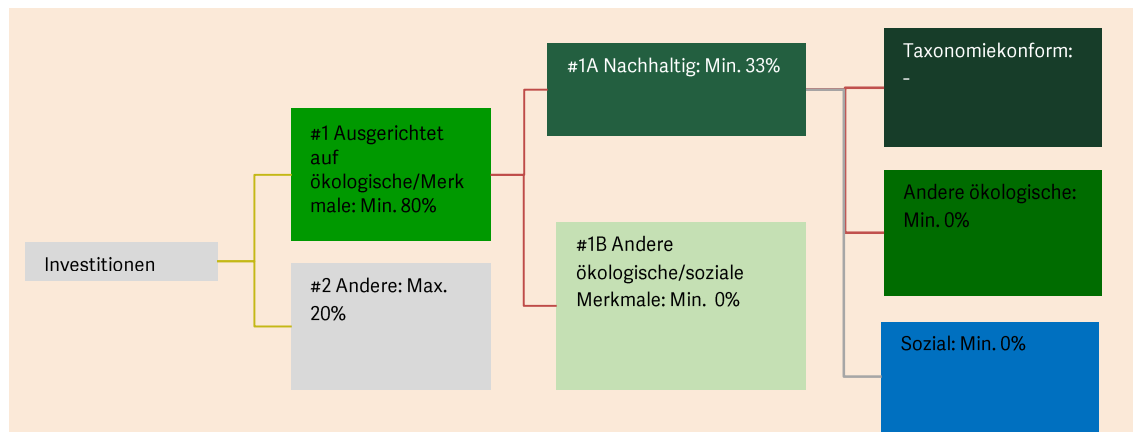 Investitionen
#1 Ausgerichtet
auf
ökologische/Merk
male: Min. 80%
#2 Andere: Max.
20%
#1A Nachhaltig: Min. 33%
#1B Andere
ökologische/soziale
Merkmale: Min.  0%
Taxonomiekonform:
-
Andere ökologische:
Min. 0%
Sozial: Min. 0%